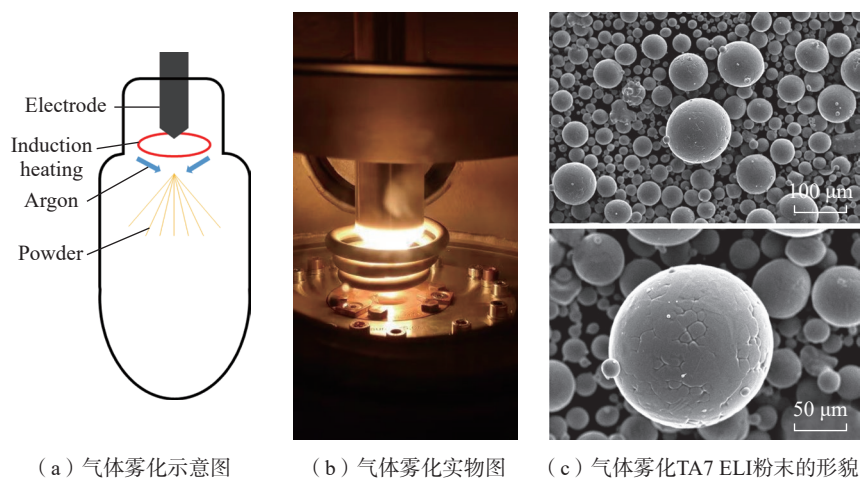 Electrode
Induction
heating
Argon
Powder
100 μm
50 μm
（a）气体雾化示意图
（b）气体雾化实物图
（c）气体雾化TA7 ELI粉末的形貌